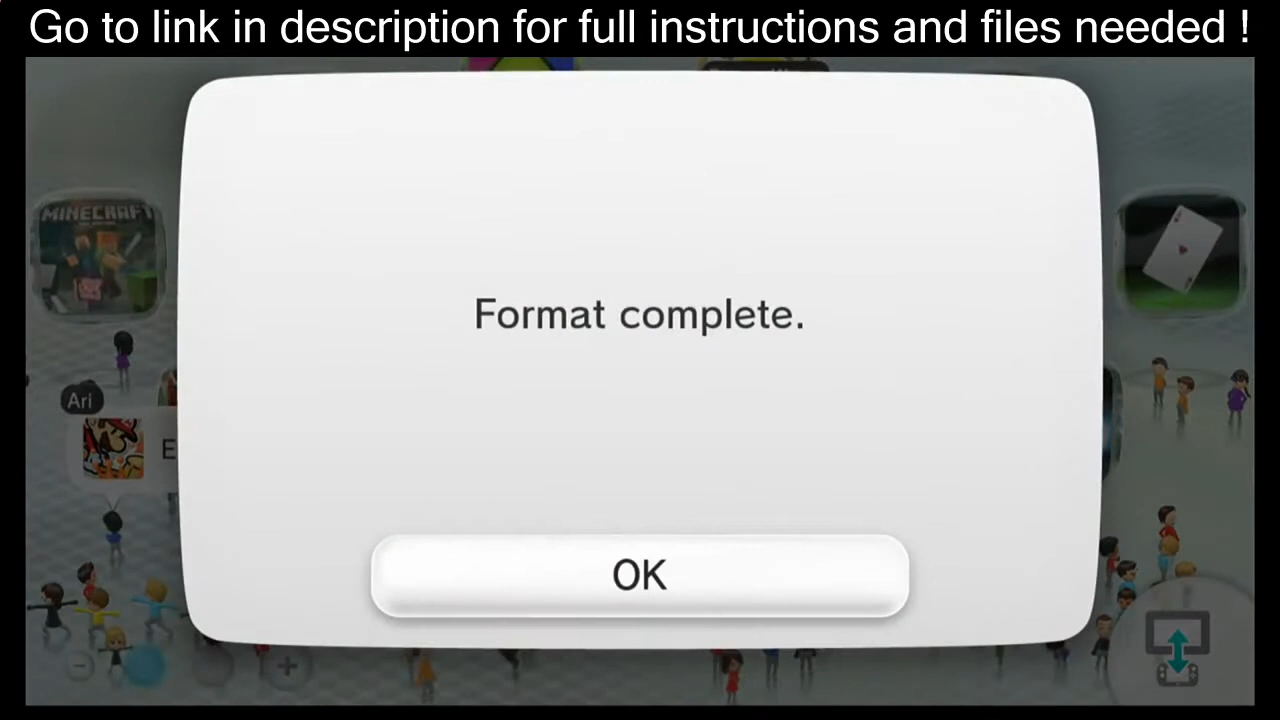 Go to link in description for full instructions and files needed !
MINECRAFT
Format complete.
Ari
E
OK